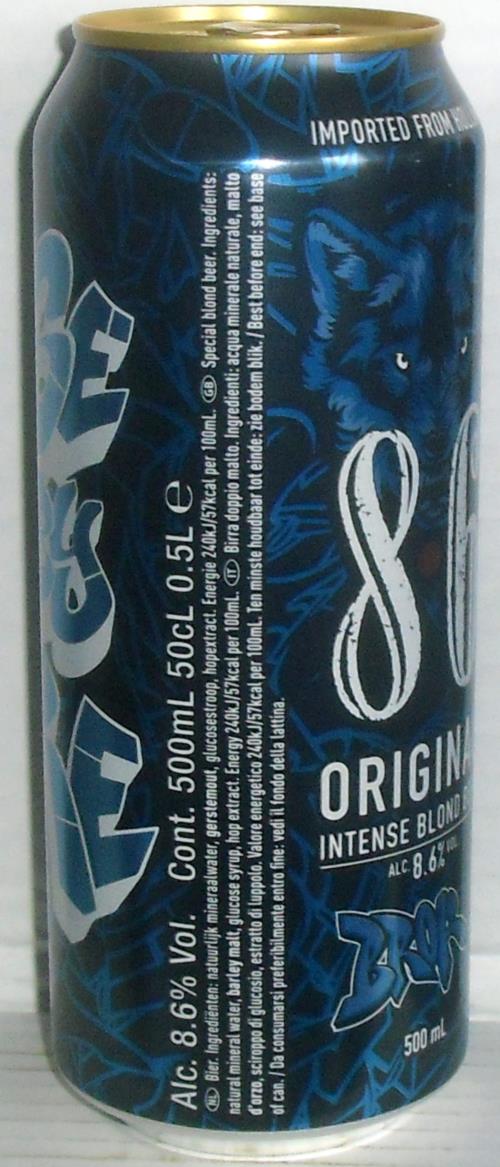 IMPORTED FROM
8 6
ORIGINA
INTENSE BLOND
ALC. 8.6% VOL.
BROR
500 mL
Alc. 8.6% Vol. Cont. 500mL 50cL 0.5L e
NL Bier. Ingrediënten: natuurlijk mineraalwater, gerstemout, glucosestroop, hopextract. Energie 240kJ/57kcal per 100mL. GB Special blond beer. Ingredients:
natural mineral water, barley malt, glucose syrup, hop extract. Energy 240kJ/57kcal per 100mL. IT Birra doppio malto. Ingredienti: acqua minerale naturale, malto
d'orzo, sciroppo di glucosio, estratto di luppolo. Valore energetico 240kJ/57kcal per 100mL. Ten minste houdbaar tot einde: zie bodem blik. / Best before end: see base
of can. / Da consumarsi preferibilmente entro fine: vedi il fondo della lattina.